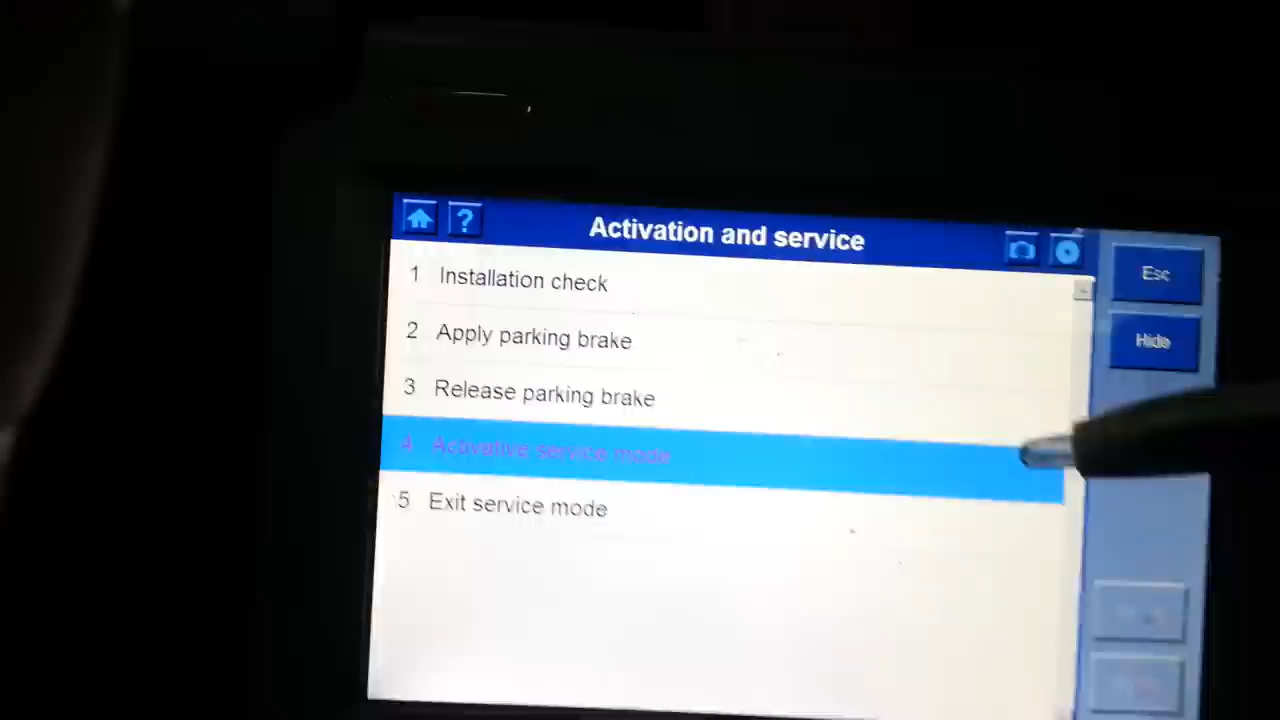 ?
Activation and service
Esc
1 Installation check
Hide
2 Apply parking brake
3 Release parking brake
4 Activative service mode
5 Exit service mode